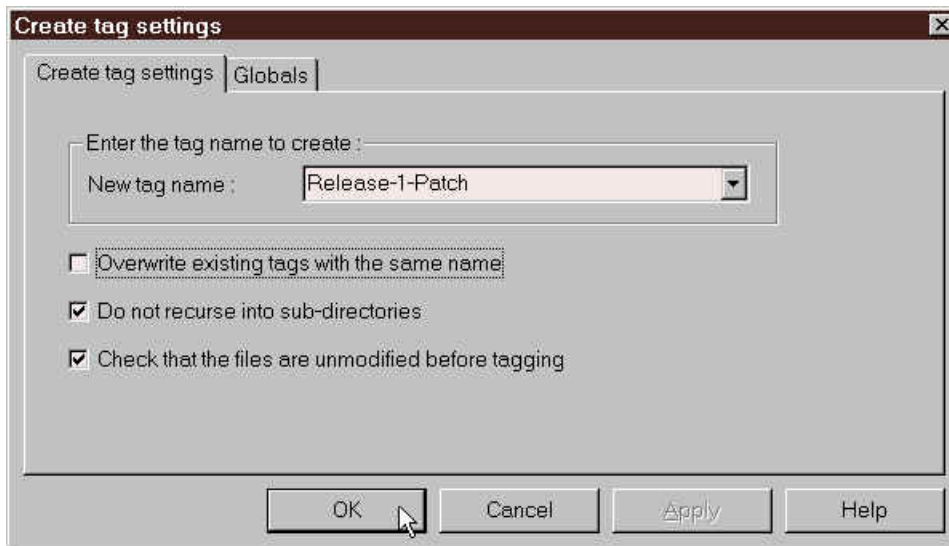 Create tag settings
Create tag settings Globals
Enter the tag name to create :
New tag name : Release-1-Patch
Overwrite existing tags with the same name
Do not recurse into sub-directories
Check that the files are unmodified before tagging
OK Cancel Apply Help